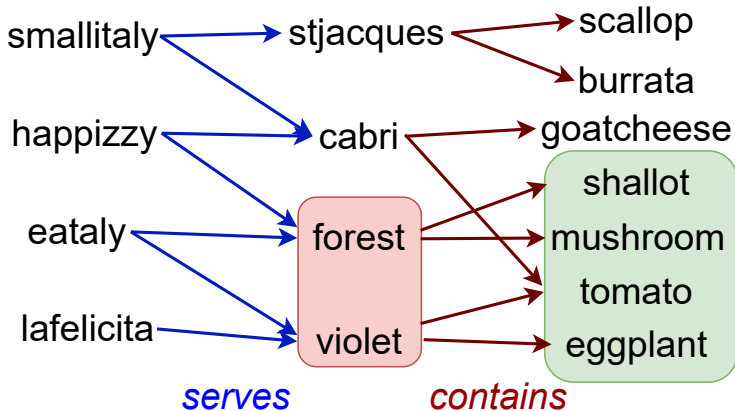 smallitaly
happizzy
eataly
lafelicita
serves
stjacques
cabri
forest
violet
contains
scallop
burrata
goatcheese
shallot
mushroom
tomato
eggplant